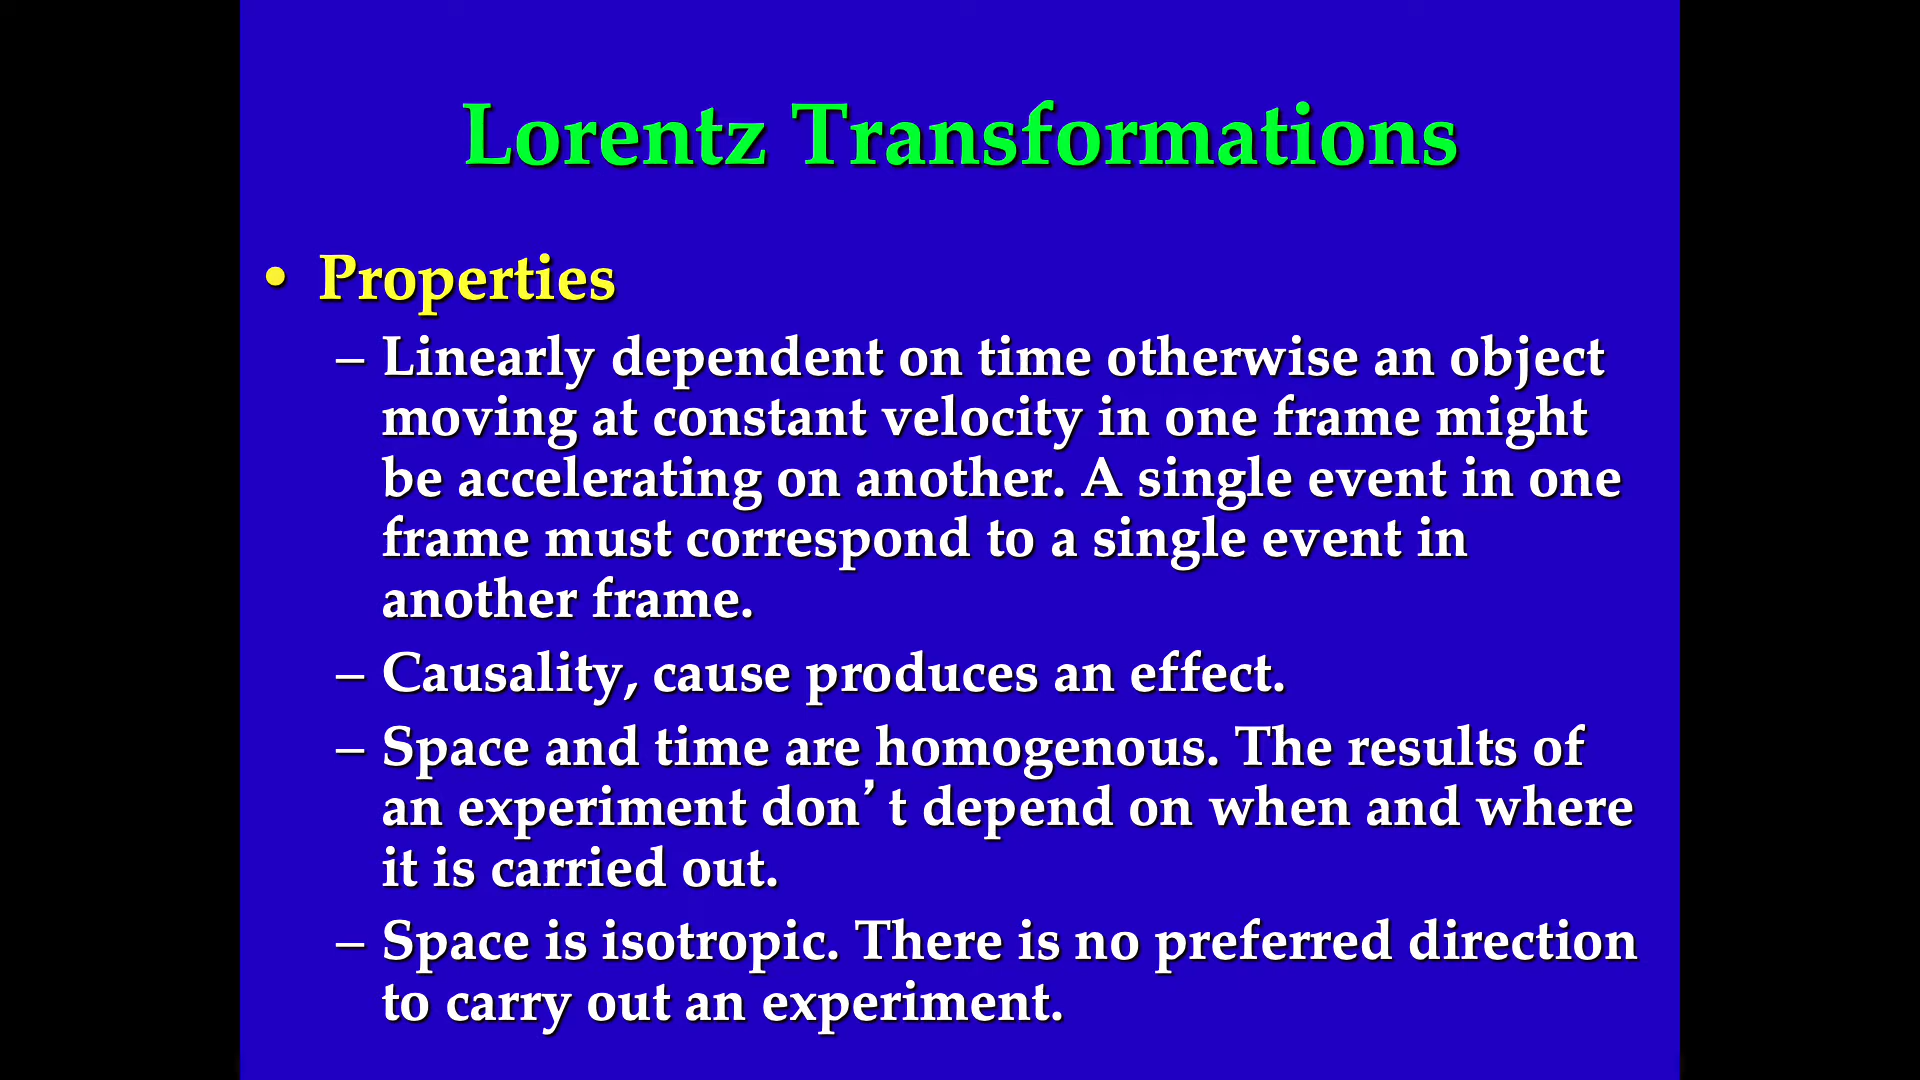 Lorentz Transformations
• Properties
– Linearly dependent on time otherwise an object
moving at constant velocity in one frame might
be accelerating on another. A single event in one
frame must correspond to a single event in
another frame.
– Causality, cause produces an effect.
– Space and time are homogenous. The results of
an experiment don’t depend on when and where
it is carried out.
– Space is isotropic. There is no preferred direction
to carry out an experiment.